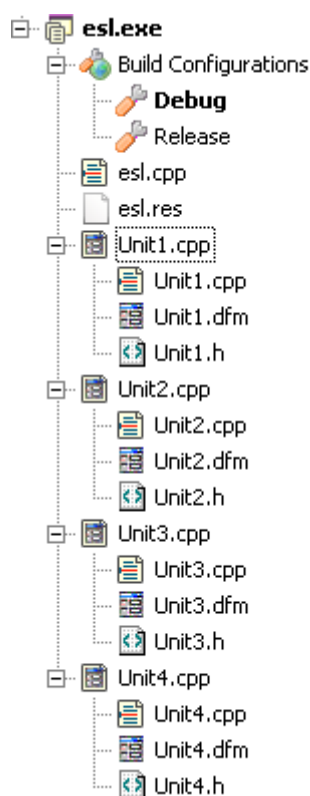 esl.exe
Build Configurations
Debug
Release
esl.cpp
esl.res
Unit1.cpp
Unit1.cpp
Unit1.dfm
Unit1.h
Unit2.cpp
Unit2.cpp
Unit2.dfm
Unit2.h
Unit3.cpp
Unit3.cpp
Unit3.dfm
Unit3.h
Unit4.cpp
Unit4.cpp
Unit4.dfm
Unit4.h